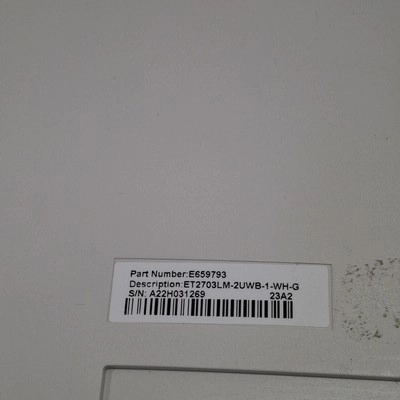 Part Number:E659793
Description:ET2703LM-2UWB-1-WH-G
S/N: A22H031269 23A2